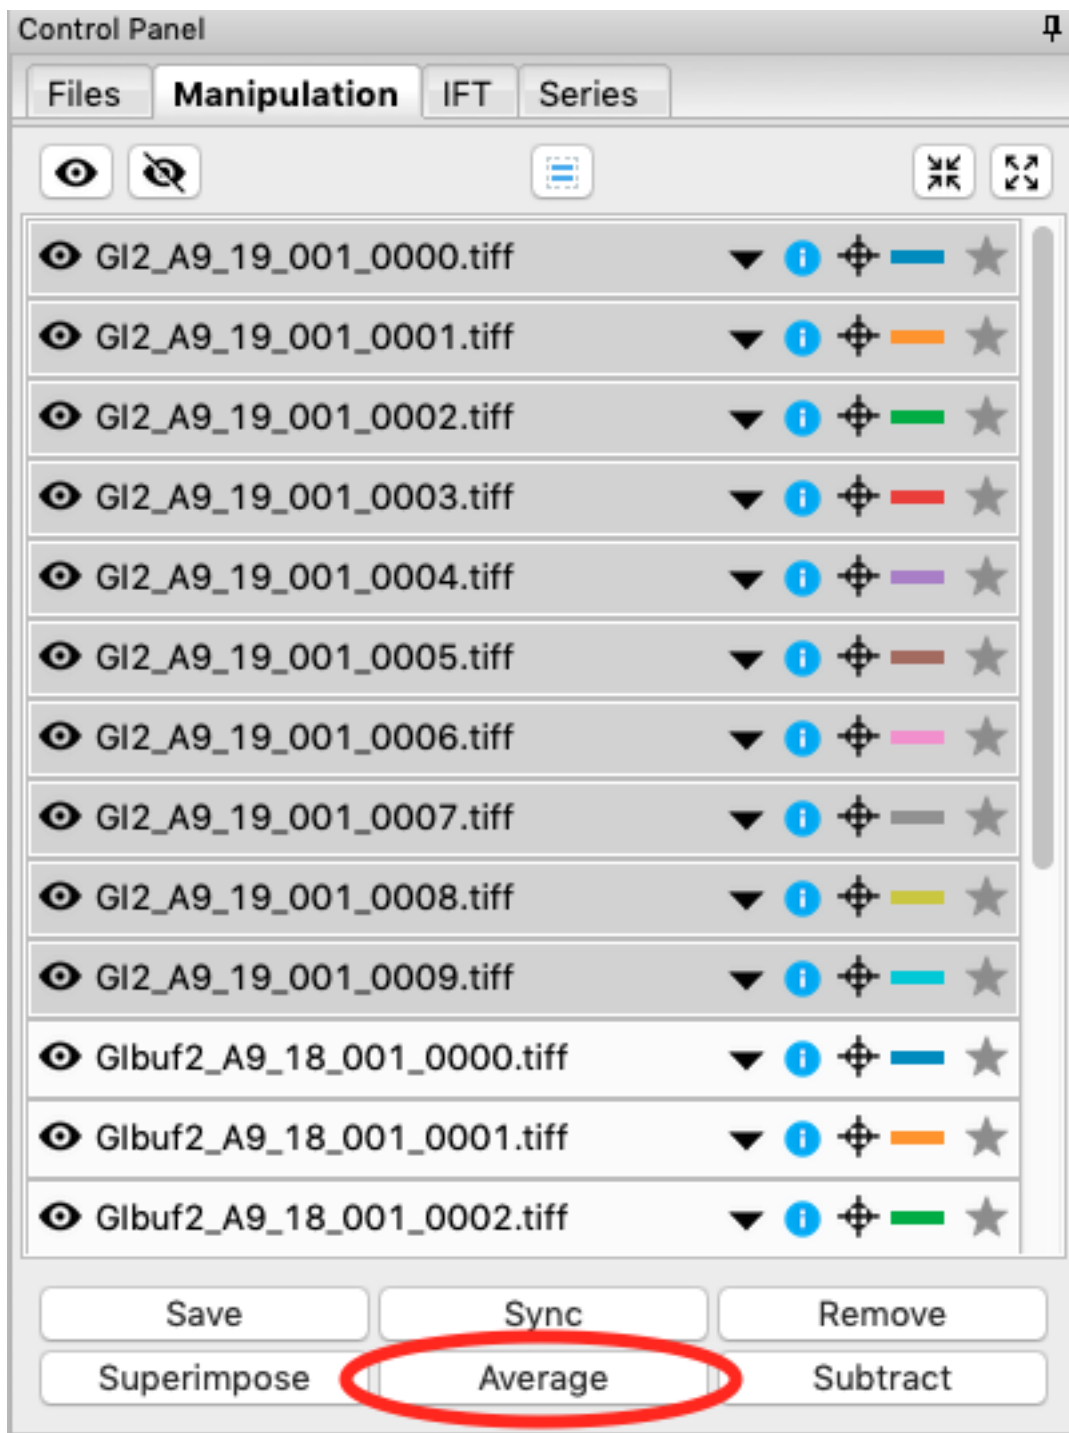 Control Panel
Files Manipulation IFT Series
GI2_A9_19_001_0000.tiff
GI2_A9_19_001_0001.tiff
GI2_A9_19_001_0002.tiff
GI2_A9_19_001_0003.tiff
GI2_A9_19_001_0004.tiff
GI2_A9_19_001_0005.tiff
GI2_A9_19_001_0006.tiff
GI2_A9_19_001_0007.tiff
GI2_A9_19_001_0008.tiff
GI2_A9_19_001_0009.tiff
GIbuf2_A9_18_001_0000.tiff
GIbuf2_A9_18_001_0001.tiff
GIbuf2_A9_18_001_0002.tiff
Save Sync Remove
Superimpose Average Subtract